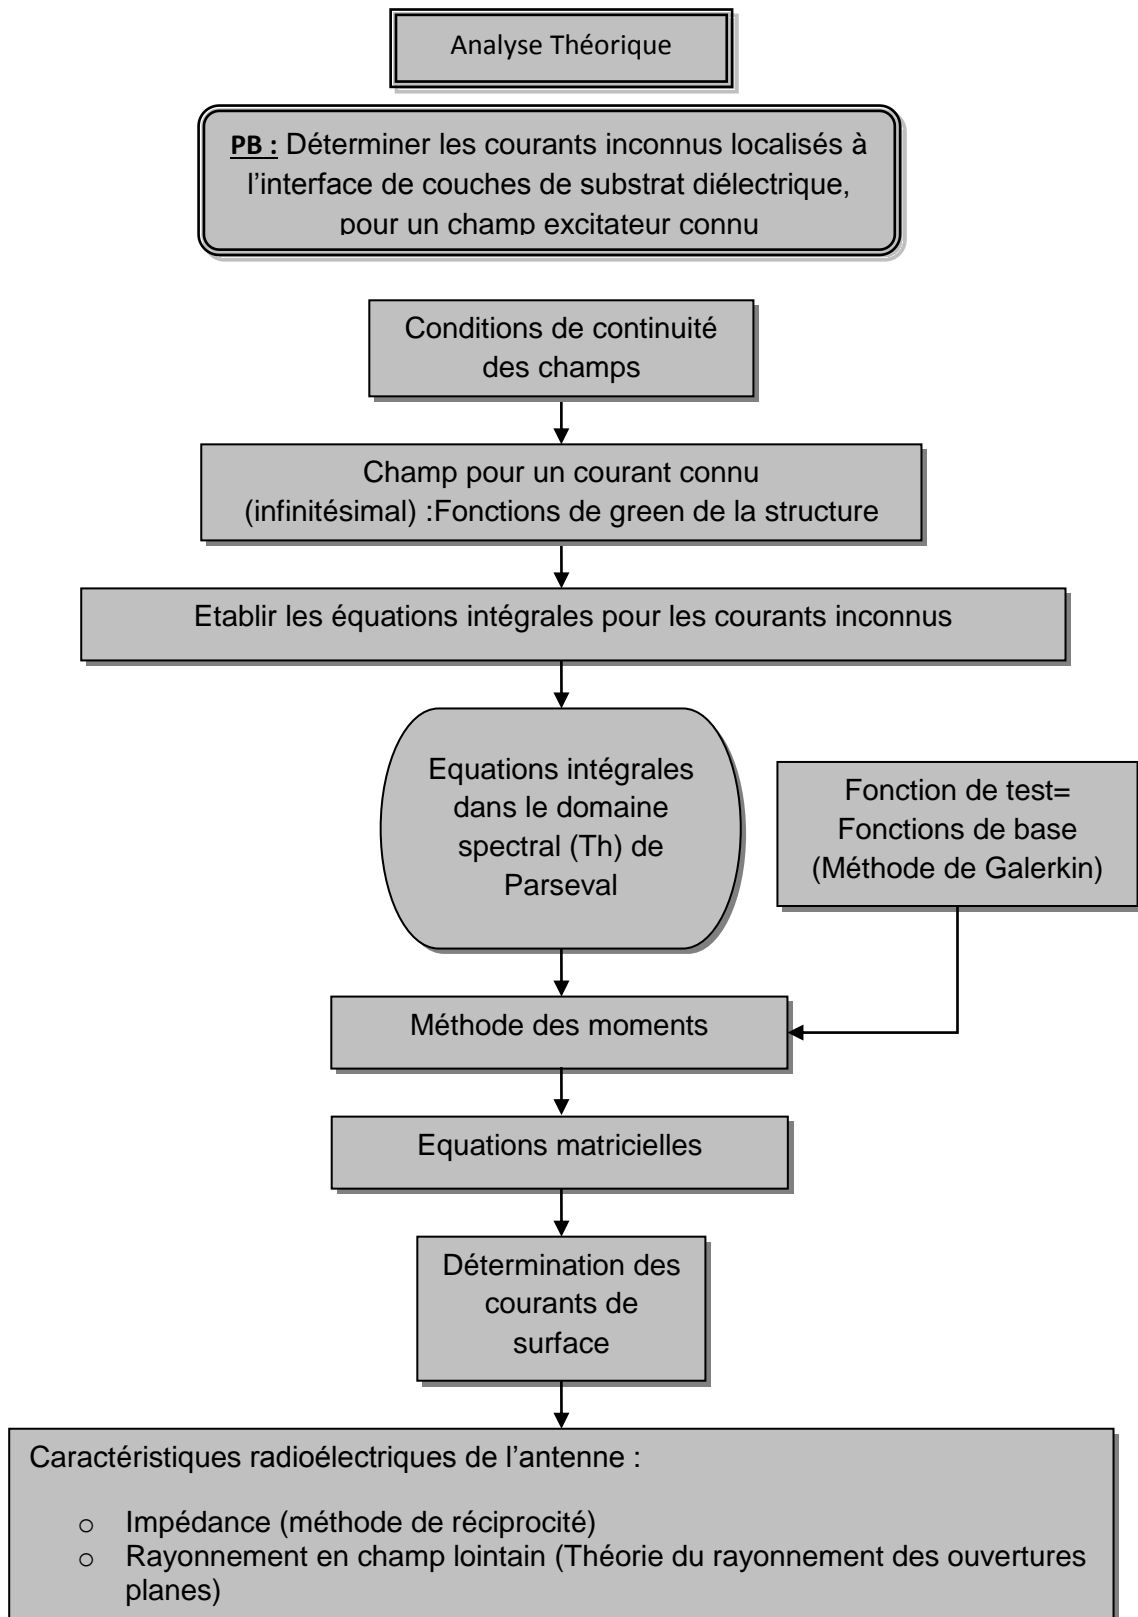 Analyse Théorique
PB : Déterminer les courants inconnus localisés à
l’interface de couches de substrat diélectrique,
pour un champ excitateur connu
Conditions de continuité
des champs
Champ pour un courant connu
(infinitésimal) :Fonctions de green de la structure
Etablir les équations intégrales pour les courants inconnus
Equations intégrales
dans le domaine
spectral (Th) de
Parseval
Fonction de test=
Fonctions de base
(Méthode de Galerkin)
Méthode des moments
Equations matricielles
Détermination des
courants de
surface
Caractéristiques radioélectriques de l’antenne :
o Impédance (méthode de réciprocité)
o Rayonnement en champ lointain (Théorie du rayonnement des ouvertures
planes)